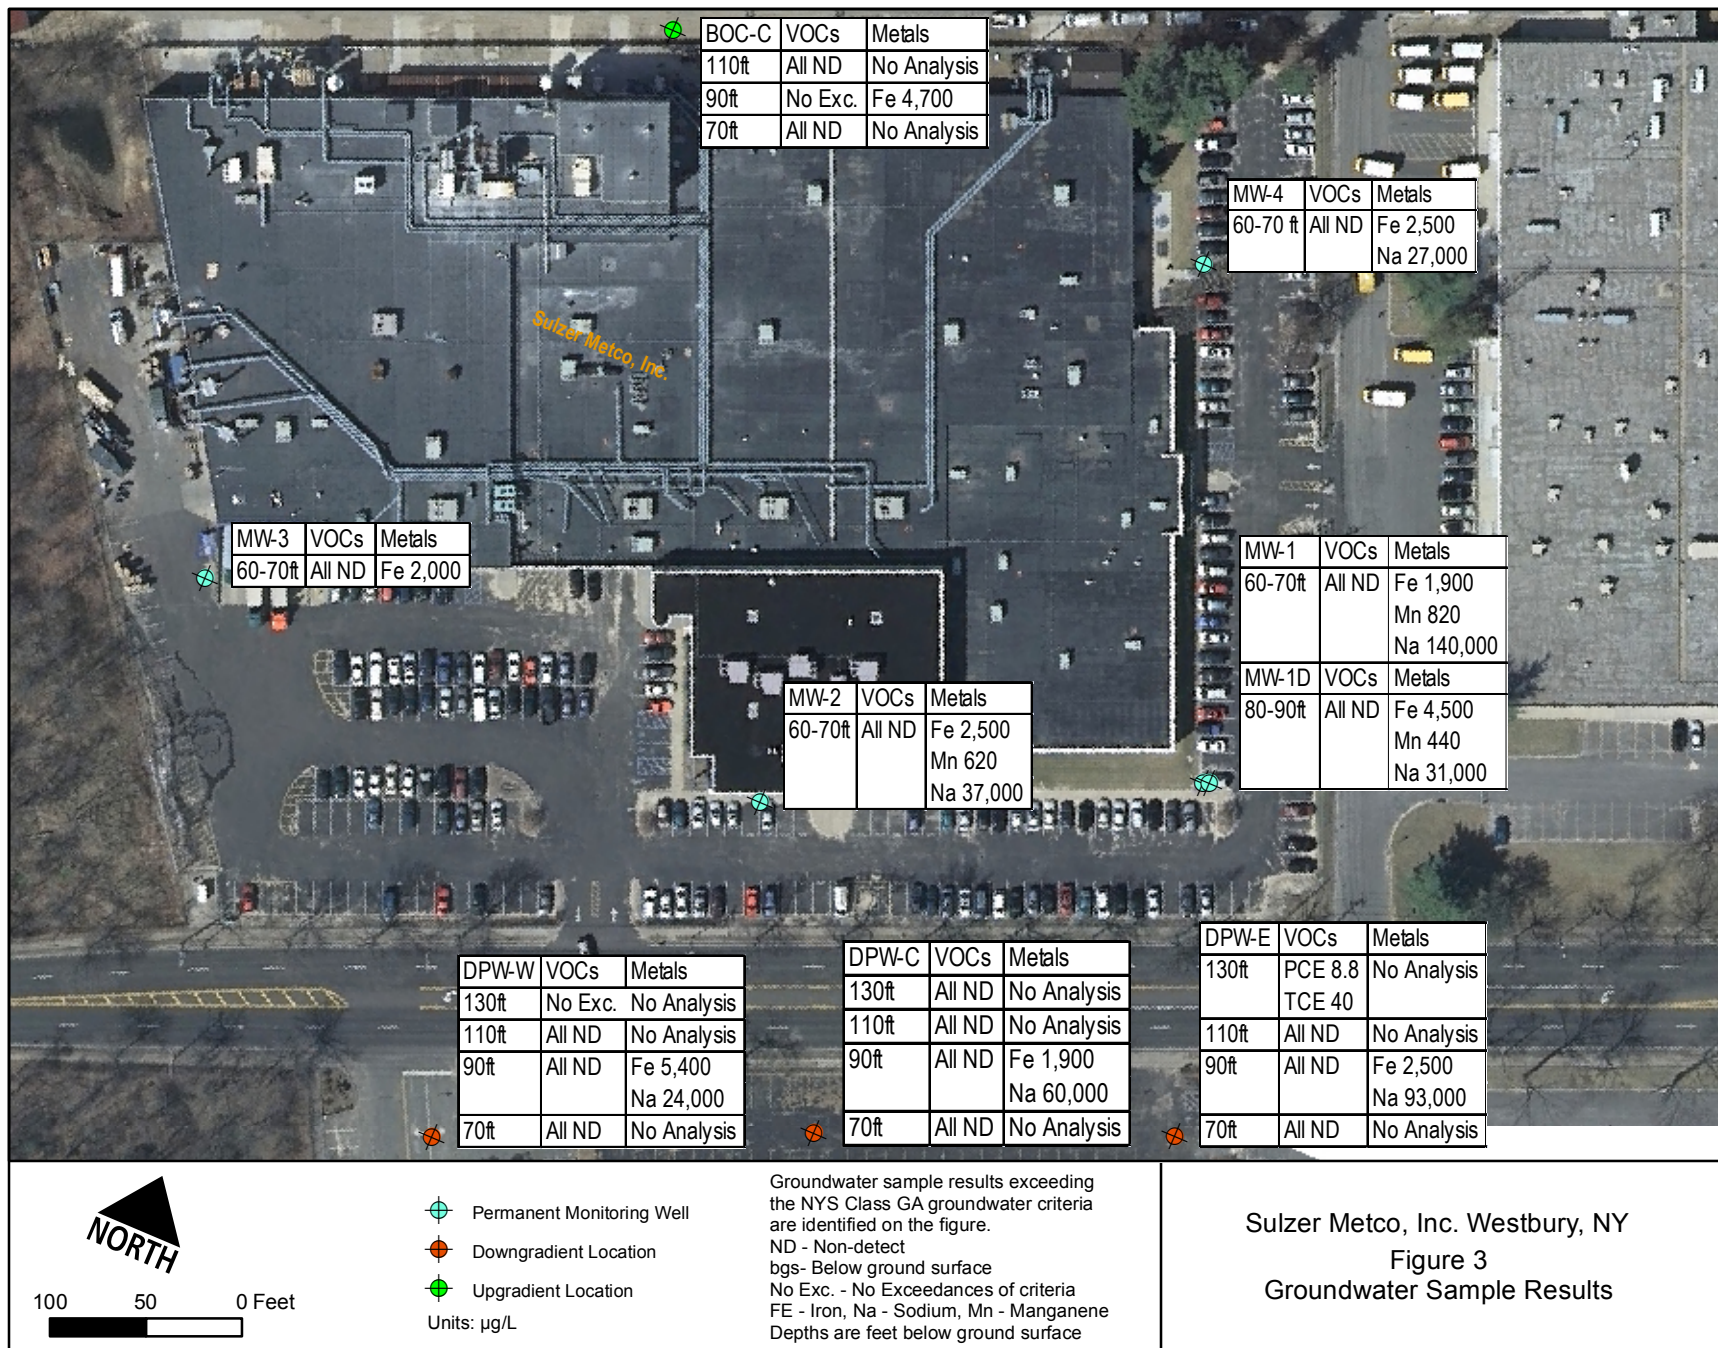 BOC-C VOCs Metals
110ft All ND No Analysis
90ft No Exc. Fe 4,700
70ft All ND No Analysis
MW-4 VOCs Metals
60-70 ft All ND Fe 2,500
Na 27,000
Sulzer Metco, Inc.
MW-3 VOCs Metals
60-70ft All ND Fe 2,000
MW-1 VOCs Metals
60-70ft All ND Fe 1,900
Mn 820
Na 140,000
MW-1D VOCs Metals
80-90ft All ND Fe 4,500
Mn 440
Na 31,000
MW-2 VOCs Metals
60-70ft All ND Fe 2,500
Mn 620
Na 37,000
DPW-W VOCs Metals
130ft No Exc. No Analysis
110ft All ND No Analysis
90ft All ND Fe 5,400
Na 24,000
70ft All ND No Analysis
DPW-C VOCs Metals
130ft All ND No Analysis
110ft All ND No Analysis
90ft All ND Fe 1,900
Na 60,000
70ft All ND No Analysis
DPW-E VOCs Metals
130ft PCE 8.8 No Analysis
TCE 40
110ft All ND No Analysis
90ft All ND Fe 2,500
Na 93,000
70ft All ND No Analysis
NORTH
100 50 0 Feet
Permanent Monitoring Well
Downgradient Location
Upgradient Location
Units: µg/L
Groundwater sample results exceeding
the NYS Class GA groundwater criteria
are identified on the figure.
ND - Non-detect
bgs- Below ground surface
No Exc. - No Exceedances of criteria
FE - Iron, Na - Sodium, Mn - Manganene
Depths are feet below ground surface
Sulzer Metco, Inc. Westbury, NY
Figure 3
Groundwater Sample Results